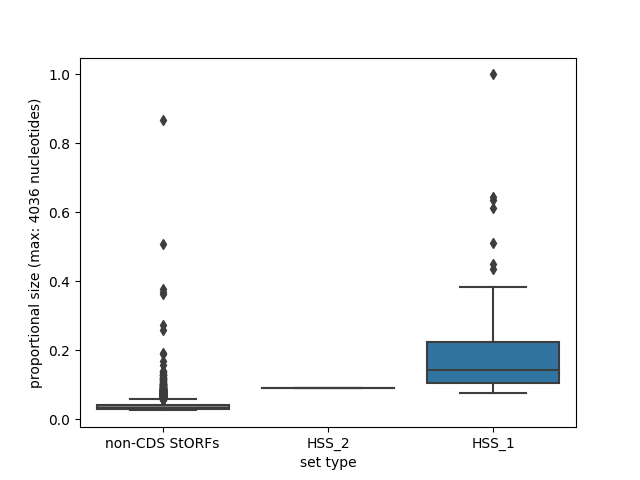 proportional size (max: 4036 nucleotides)
1.0
0.8
0.6
0.4
0.2
0.0
non-CDS StORFs HSS_2 HSS_1
set type